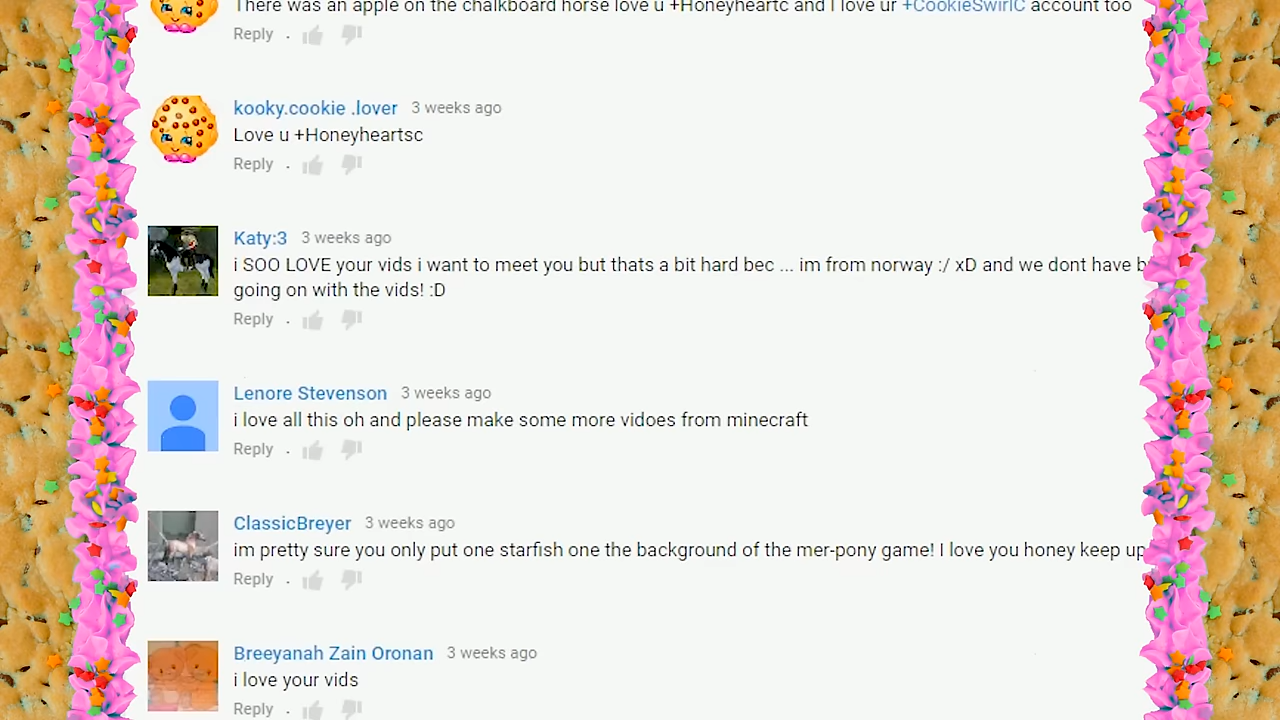 There was an apple on the chalkboard horse love u +Honeyheartc and I love ur +CookieSwirlC account too
Reply .
kooky.cookie .lover 3 weeks ago
Love u +Honeyheartsc
Reply .
Katy:3 3 weeks ago
i SOO LOVE your vids i want to meet you but thats a bit hard bec ... im from norway :/ xD and we dont have
going on with the vids! :D
Reply .
Lenore Stevenson 3 weeks ago
i love all this oh and please make some more vidoes from minecraft
Reply .
ClassicBreyer 3 weeks ago
im pretty sure you only put one starfish one the background of the mer-pony game! I love you honey keep up
Reply .
Breeyanah Zain Oronan 3 weeks ago
i love your vids
Reply .